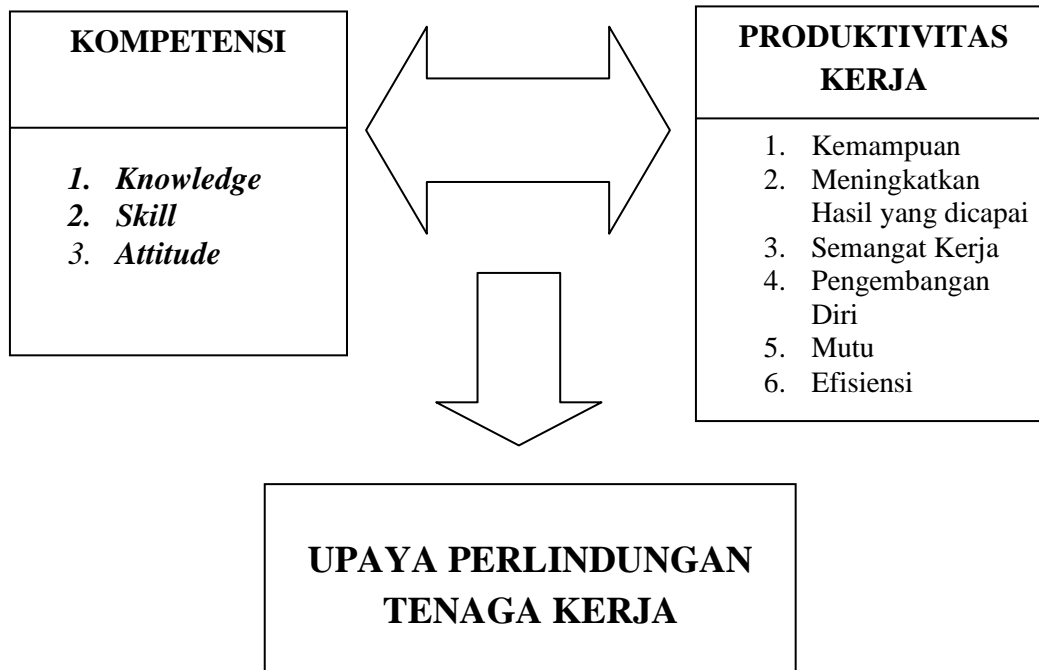 KOMPETENSI
1. Knowledge
2. Skill
3. Attitude
PRODUKTIVITAS
KERJA
1. Kemampuan
2. Meningkatkan
Hasil yang dicapai
3. Semangat Kerja
4. Pengembangan
Diri
5. Mutu
6. Efisiensi
UPAYA PERLINDUNGAN
TENAGA KERJA